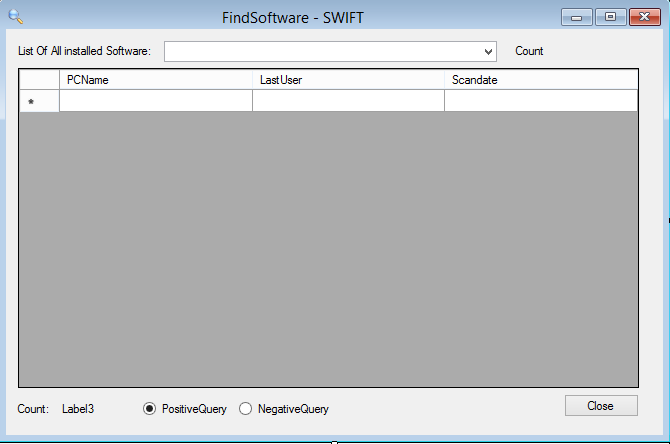 FindSoftware - SWIFT
List Of All installed Software: Count
PCName LastUser Scandate
*
Count: Label3 PositiveQuery NegativeQuery Close